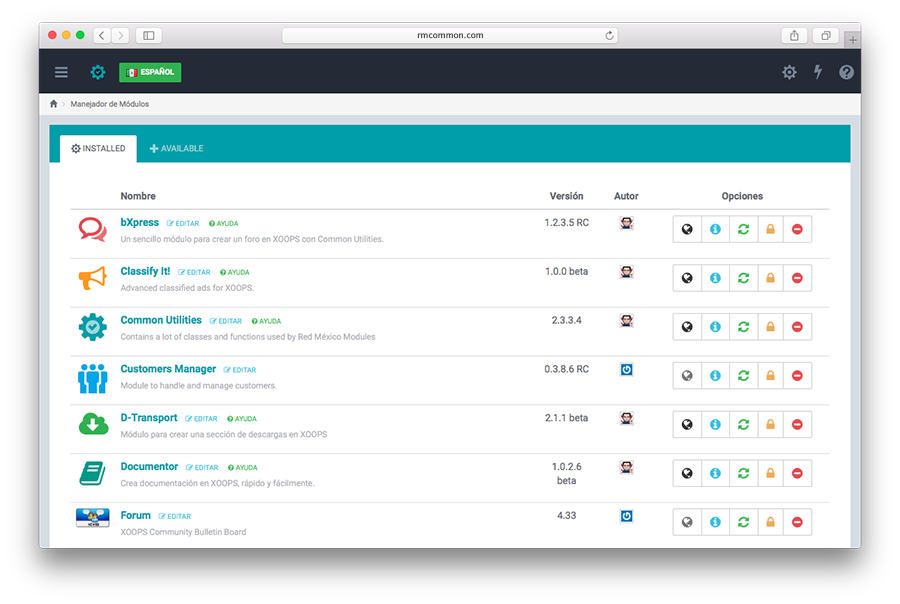 rmcommon.com
ESPAÑOL
Manejador de Módulos
INSTALLED
AVAILABLE
Nombre Versión Autor Opciones
bXpress EDITAR AYUDA 1.2.3.5 RC
Un sencillo módulo para crear un foro en XOOPS con Common Utilities.
Classify It! EDITAR AYUDA 1.0.0 beta
Advanced classified ads for XOOPS.
Common Utilities EDITAR AYUDA 2.3.3.4
Contains a lot of classes and functions used by Red México Modules
Customers Manager EDITAR 0.3.8.6 RC
Module to handle and manage customers.
D-Transport EDITAR AYUDA 2.1.1 beta
Módulo para crear una sección de descargas en XOOPS
Documentor EDITAR AYUDA 1.0.2.6
beta
Crea documentación en XOOPS, rápido y fácilmente.
Forum EDITAR 4.33
XOOPS Community Bulletin Board